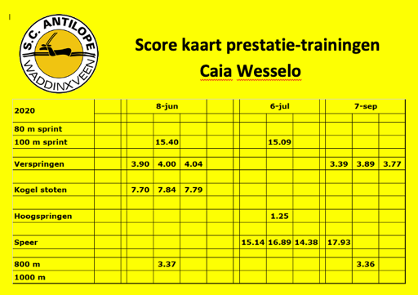 S.C. ANTILOPE
WADDINXVEEN
Score kaart prestatie-trainingen
Caia Wesselo
2020 8-jun 6-jul 7-sep
80 m sprint
100 m sprint 15.40 15.09
Verspringen 3.90 4.00 4.04 3.39 3.89 3.77
Kogel stoten 7.70 7.84 7.79
Hoogspringen 1.25
Speer 15.14 16.89 14.38 17.93
800 m 3.37 3.36
1000 m